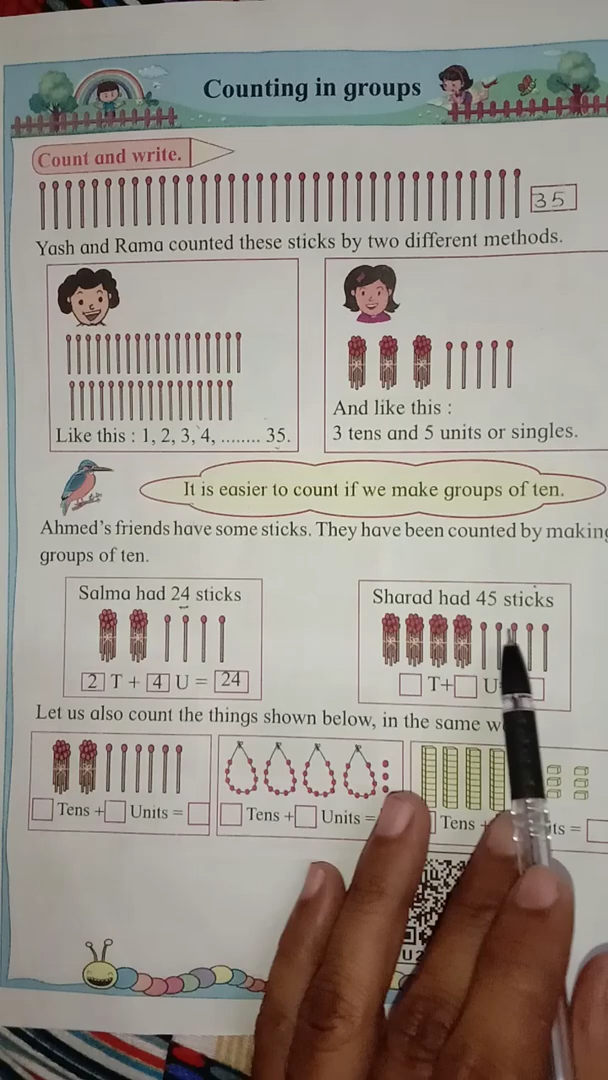 Counting in groups
Count and write.
35
Yash and Rama counted these sticks by two different methods.
Like this : 1, 2, 3, 4, ........ 35.
And like this :
3 tens and 5 units or singles.
It is easier to count if we make groups of ten.
Ahmed's friends have some sticks. They have been counted by making
groups of ten.
Salma had 24 sticks
2 T + 4 U = 24
Sharad had 45 sticks
T+ U
Let us also count the things shown below, in the same
Tens + Units =
Tens + Units =
Tens + =